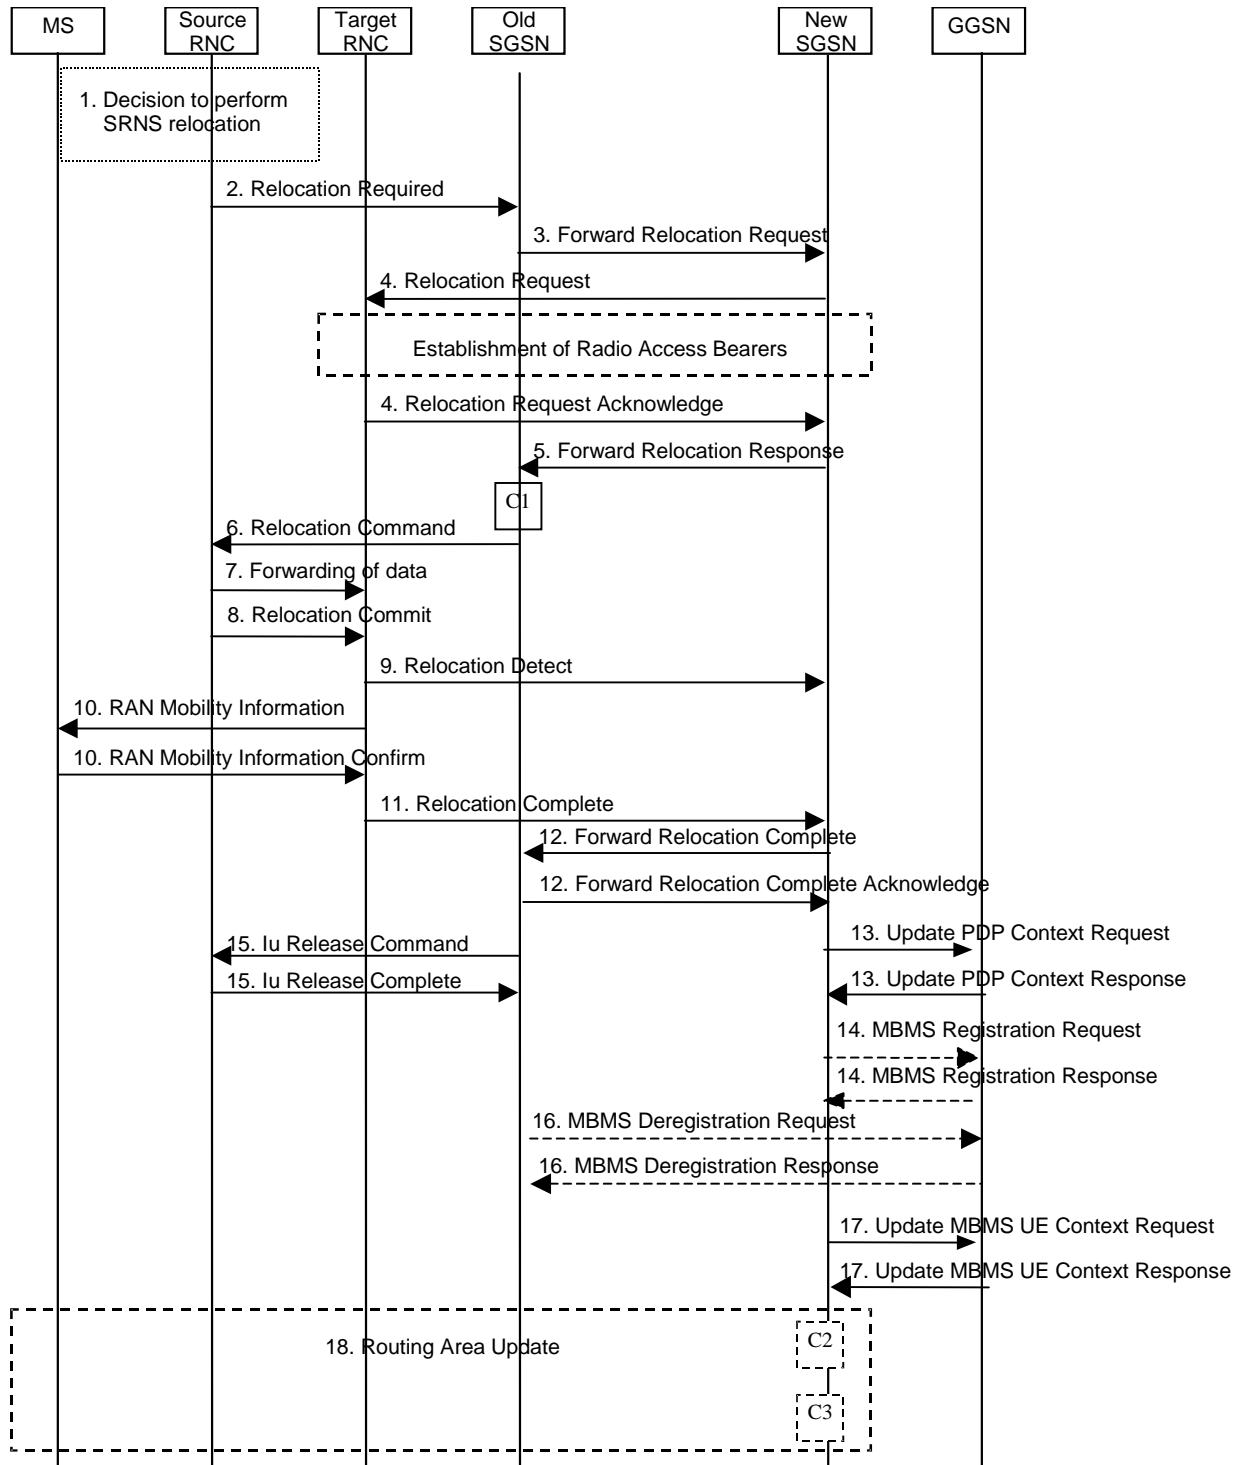 MS
Source
RNC
Target
RNC
Old
SGSN
New
SGSN
GGSN
1. Decision to perform
SRNS relocation
2. Relocation Required
3. Forward Relocation Request
4. Relocation Request
Establishment of Radio Access Bearers
4. Relocation Request Acknowledge
5. Forward Relocation Response
C1
6. Relocation Command
7. Forwarding of data
8. Relocation Commit
9. Relocation Detect
10. RAN Mobility Information
10. RAN Mobility Information Confirm
11. Relocation Complete
12. Forward Relocation Complete
12. Forward Relocation Complete Acknowledge
13. Update PDP Context Request
15. Iu Release Command
13. Update PDP Context Response
15. Iu Release Complete
14. MBMS Registration Request
14. MBMS Registration Response
16. MBMS Deregistration Request
16. MBMS Deregistration Response
17. Update MBMS UE Context Request
17. Update MBMS UE Context Response
18. Routing Area Update
C2
C3